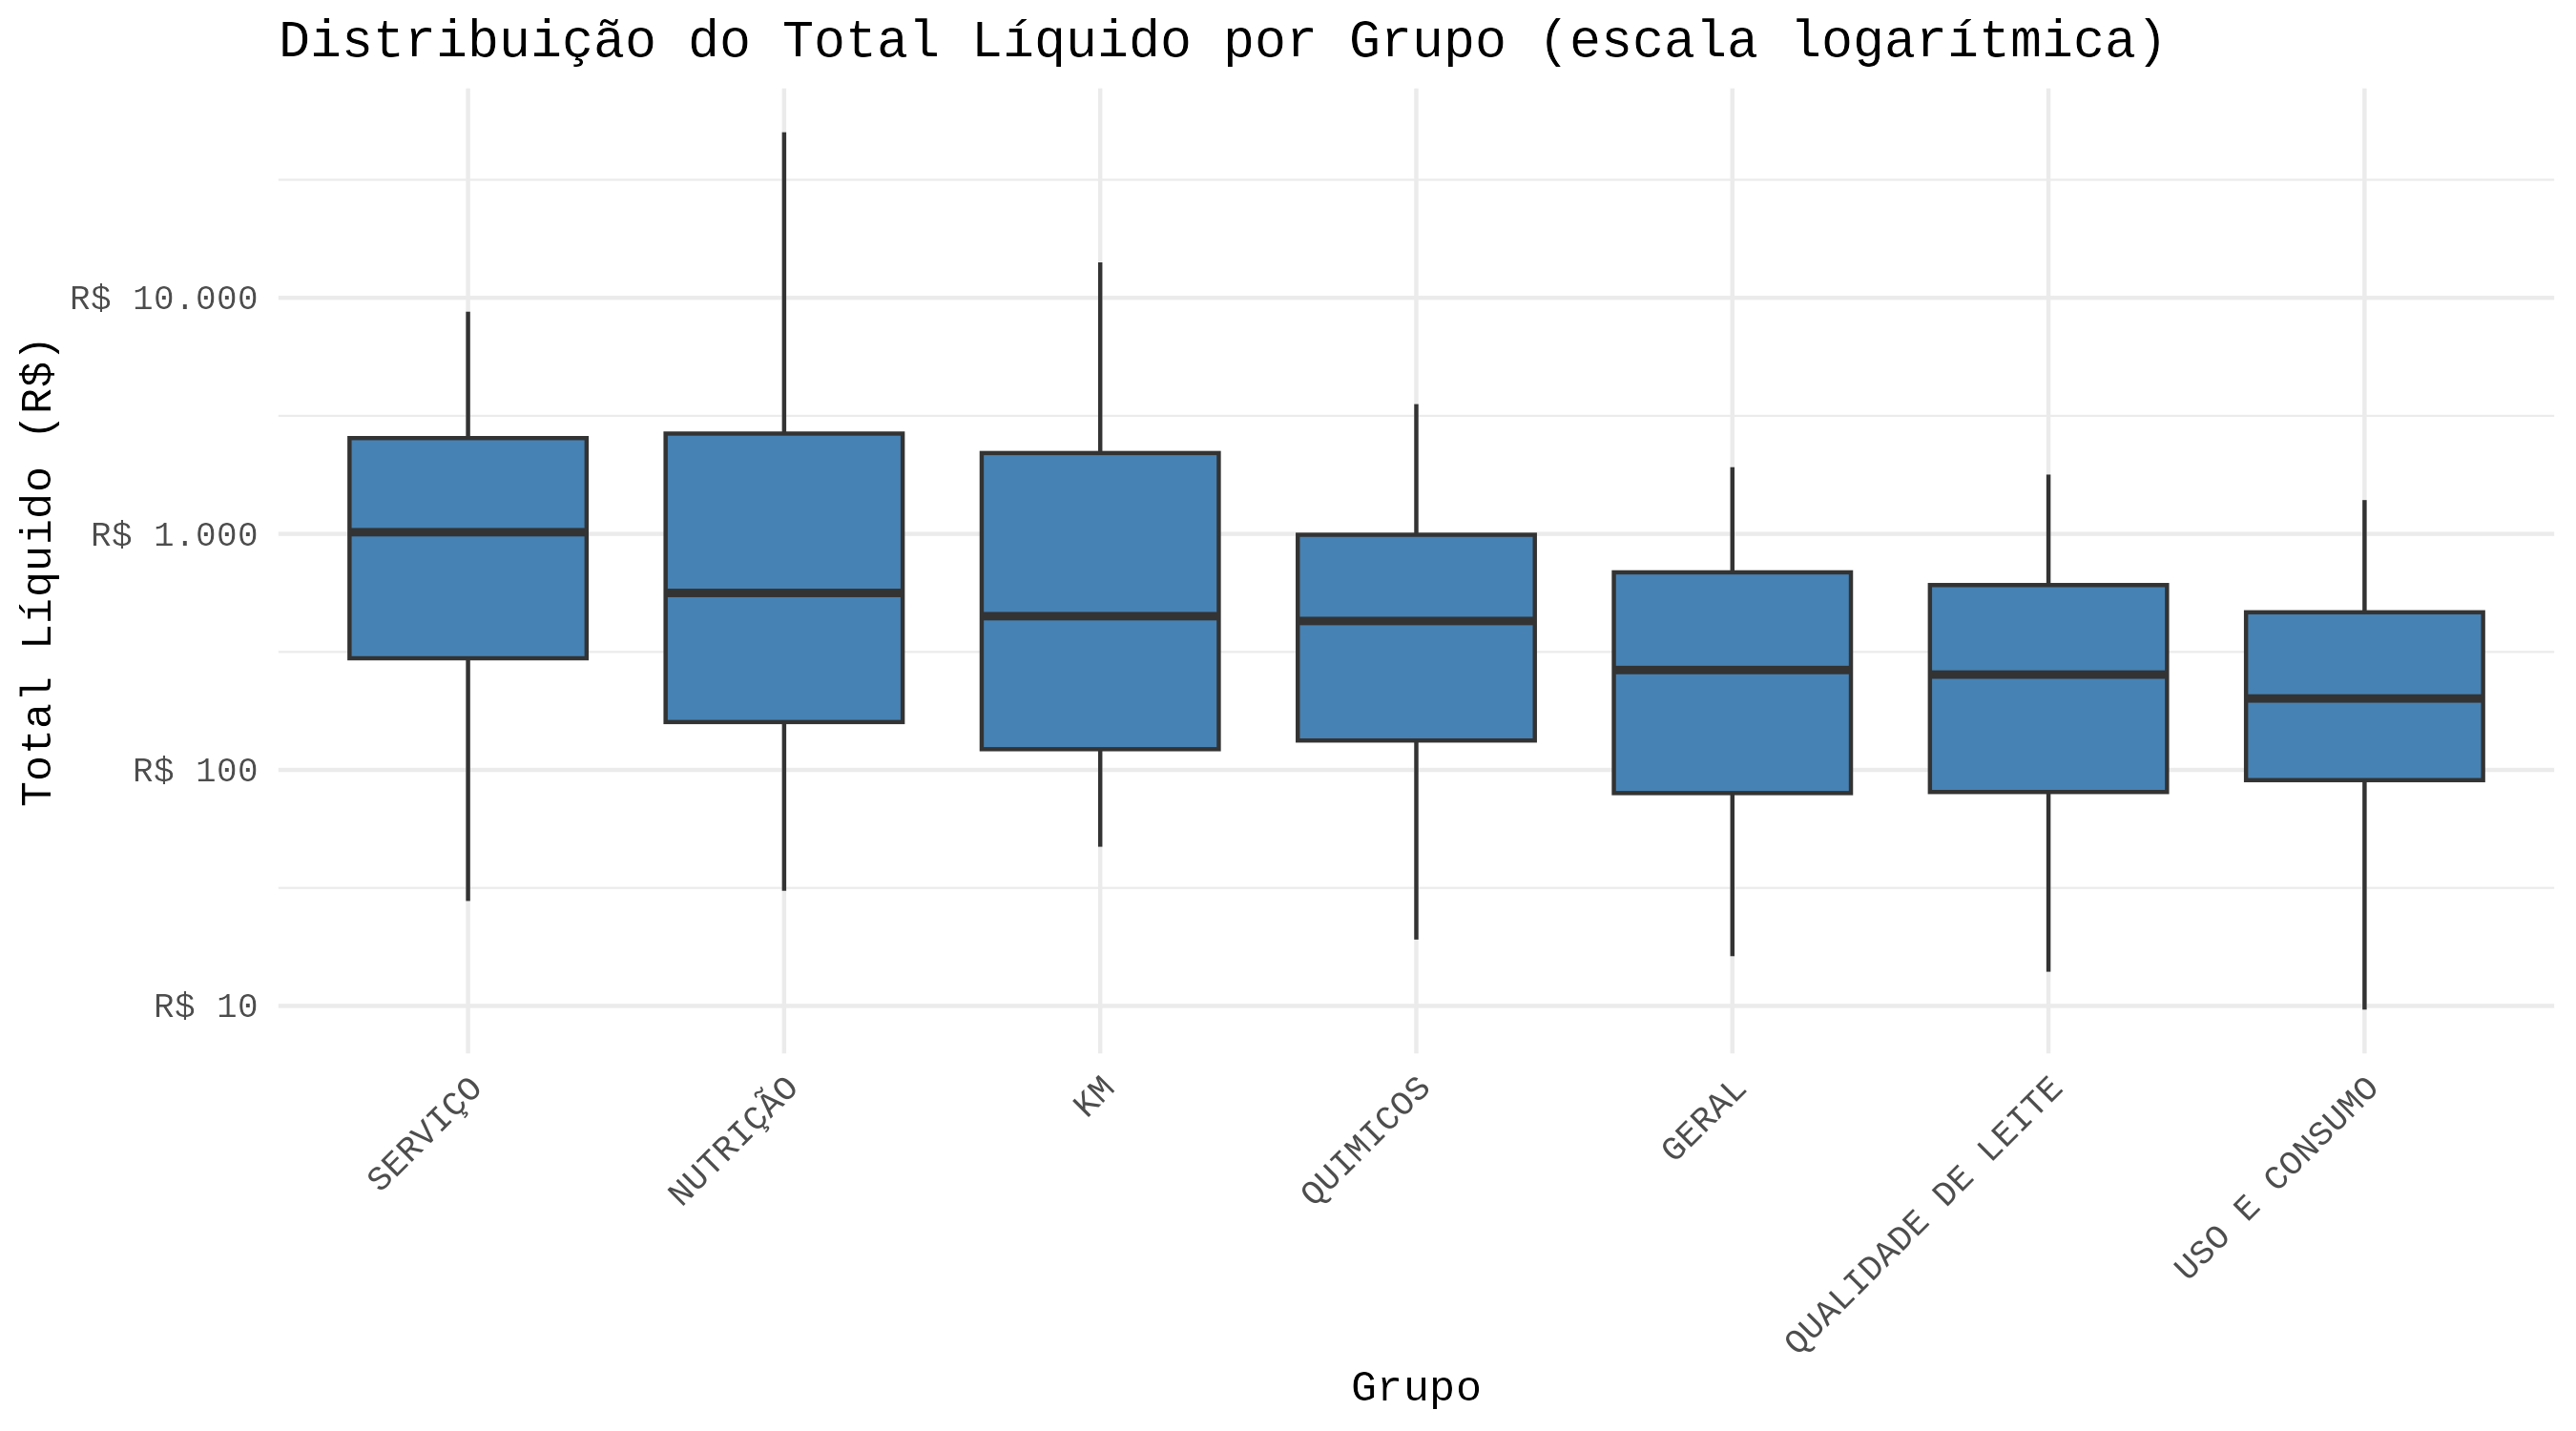 Distribuição do Total Líquido por Grupo (escala logarítmica)
Total Líquido (R$)
R$ 10.000
R$ 1.000
R$ 100
R$ 10
SERVIÇO
NUTRIÇÃO
KM
QUIMICOS
GERAL
QUALIDADE DE LEITE
USO E CONSUMO
Grupo